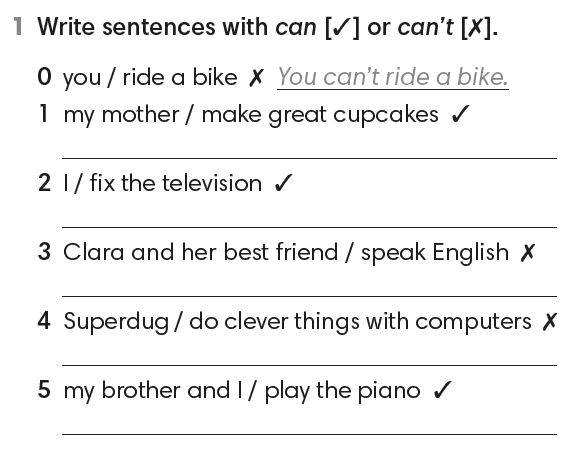 1 Write sentences with can [✓] or can't [✗].
0 you / ride a bike ✗ You can't ride a bike.
1 my mother / make great cupcakes ✓
2 I / fix the television ✓
3 Clara and her best friend / speak English ✗
4 Superdug / do clever things with computers ✗
5 my brother and I / play the piano ✓